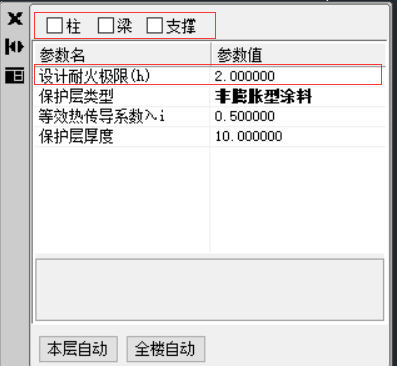 柱 梁 支撑
参数名 参数值
设计耐火极限(h) 2.000000
保护层类型 非膨胀型涂料
等效热传导系数λi 0.500000
保护层厚度 10.000000
本层自动 全楼自动